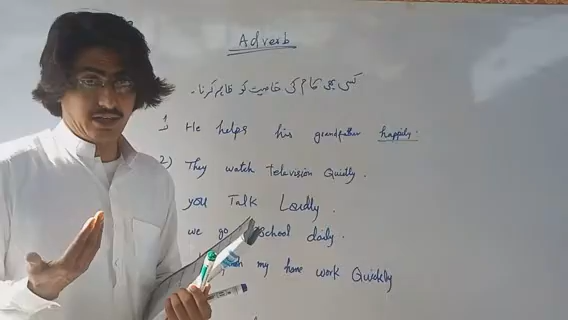 Adverb
کسی بھی کام کی خاصیت کو ظاہر کرنا۔
1 He helps his grandfather happily.
2) They watch television Quietly.
you Talk Loudly.
we go school daily.
my home work Quickly